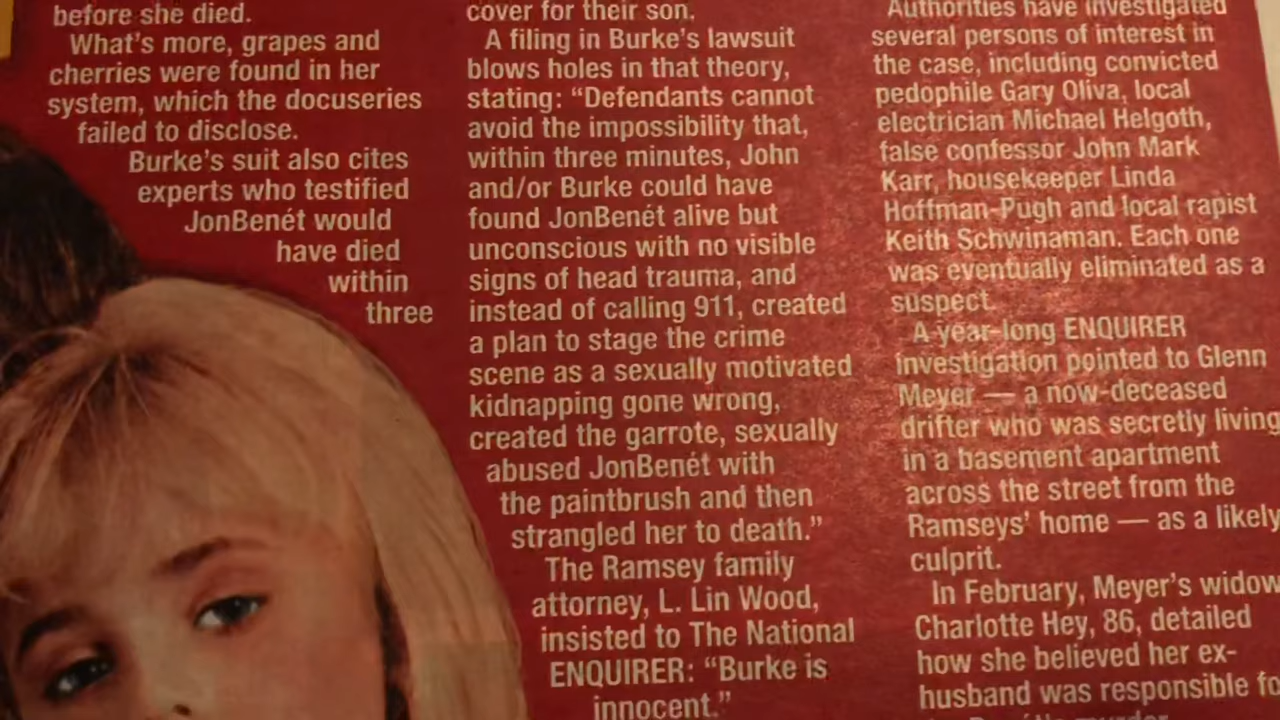 before she died.
What's more, grapes and
cherries were found in her
system, which the docuseries
failed to disclose.
Burke's suit also cites
experts who testified
JonBenét would
have died
within
three
cover for their son.
A filing in Burke's lawsuit
blows holes in that theory,
stating: “Defendants cannot
avoid the impossibility that,
within three minutes, John
and/or Burke could have
found JonBenét alive but
unconscious with no visible
signs of head trauma, and
instead of calling 911, created
a plan to stage the crime
scene as a sexually motivated
kidnapping gone wrong,
created the garrote, sexually
abused JonBenét with
the paintbrush and then
strangled her to death.”
The Ramsey family
attorney, L. Lin Wood,
insisted to The National
ENQUIRER: “Burke is
innocent.”
Authorities have investigated
several persons of interest in
the case, including convicted
pedophile Gary Oliva, local
electrician Michael Helgoth,
false confessor John Mark
Karr, housekeeper Linda
Hoffman-Pugh and local rapist
Keith Schwinaman. Each one
was eventually eliminated as a
suspect.
A year-long ENQUIRER
investigation pointed to Glenn
Meyer — a now-deceased
drifter who was secretly living
in a basement apartment
across the street from the
Ramseys' home — as a likely
culprit.
In February, Meyer's widow
Charlotte Hey, 86, detailed
how she believed her ex-
husband was responsible fo